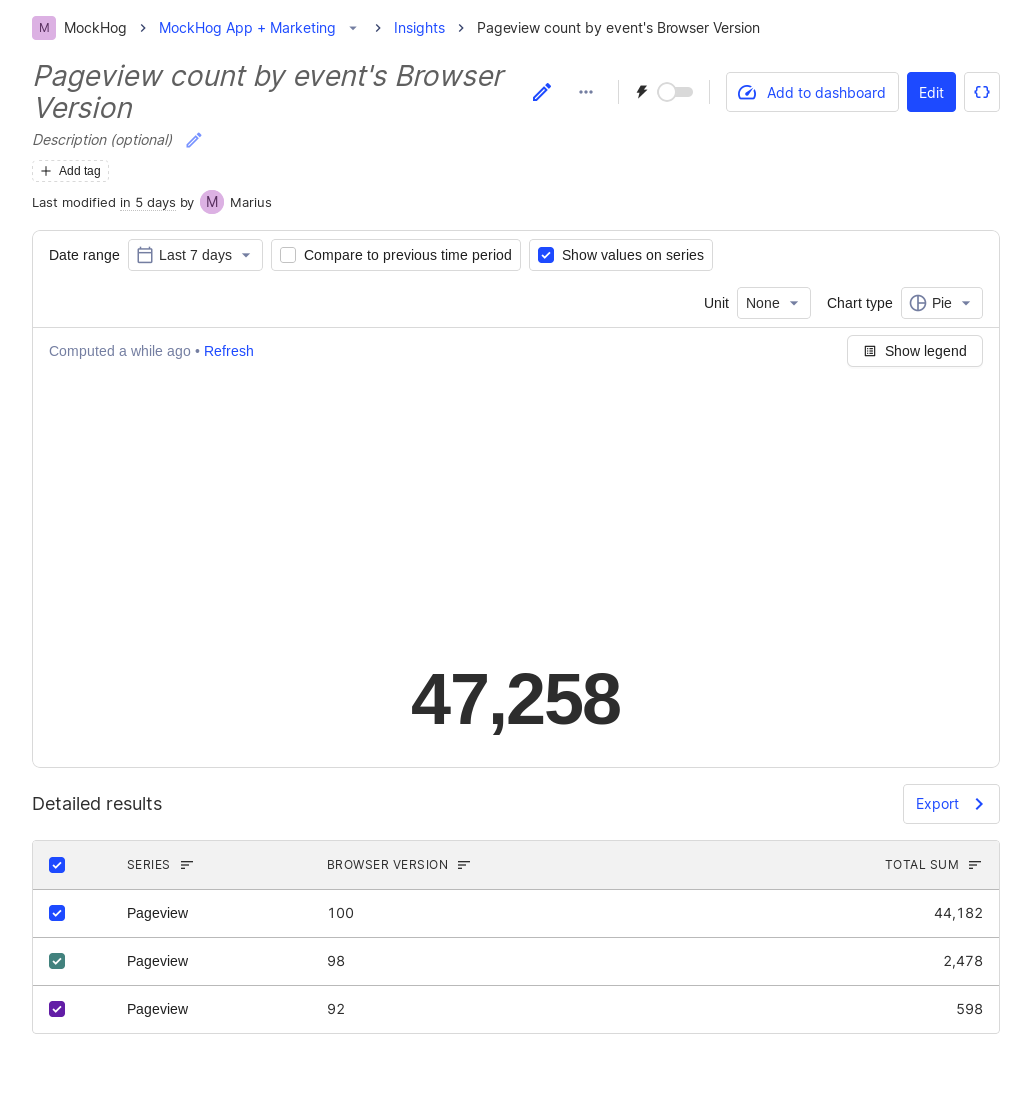 M MockHog MockHog App + Marketing Insights Pageview count by event's Browser Version
Pageview count by event's Browser
Version
Add to dashboard Edit
Description (optional)
Add tag
Last modified in 5 days by M Marius
Date range Last 7 days Compare to previous time period Show values on series
Unit None Chart type Pie
Computed a while ago • Refresh Show legend
47,258
Detailed results Export
SERIES BROWSER VERSION TOTAL SUM
Pageview 100 44,182
Pageview 98 2,478
Pageview 92 598